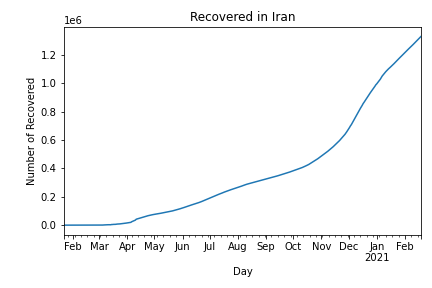 Recovered in Iran
1e6
1.2
1.0
0.8
0.6
0.4
0.2
0.0
Number of Recovered
Feb Mar Apr May Jun Jul Aug Sep Oct Nov Dec Jan Feb
2021
Day